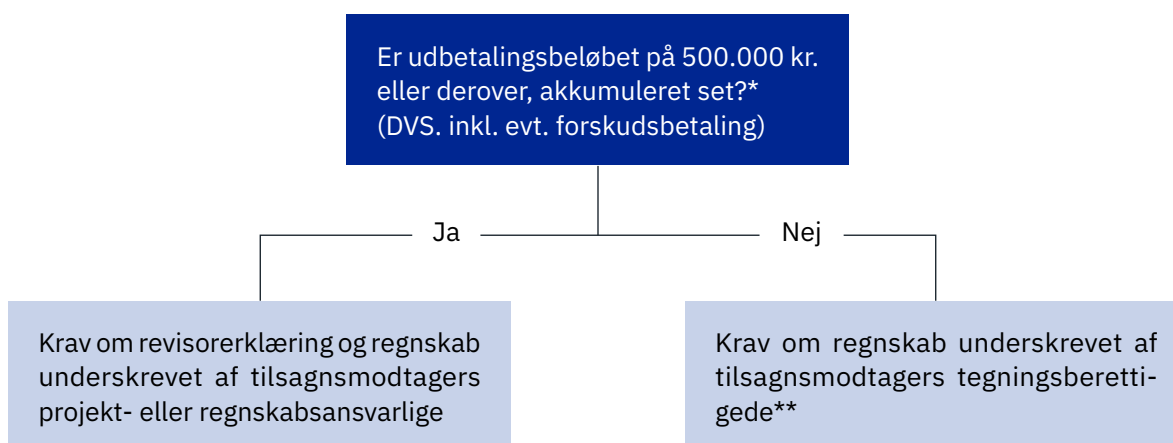 Er udbetalingsbeløbet på 500.000 kr.
eller derover, akkumuleret set?*
(DVS. inkl. evt. forskudsbetaling)
Ja
Nej
Krav om revisorerklæring og regnskab
underskrevet af tilsagnsmodtagers
projekt- eller regnskabsansvarlige
Krav om regnskab underskrevet af
tilsagnsmodtagers tegningsberetti-
gede**